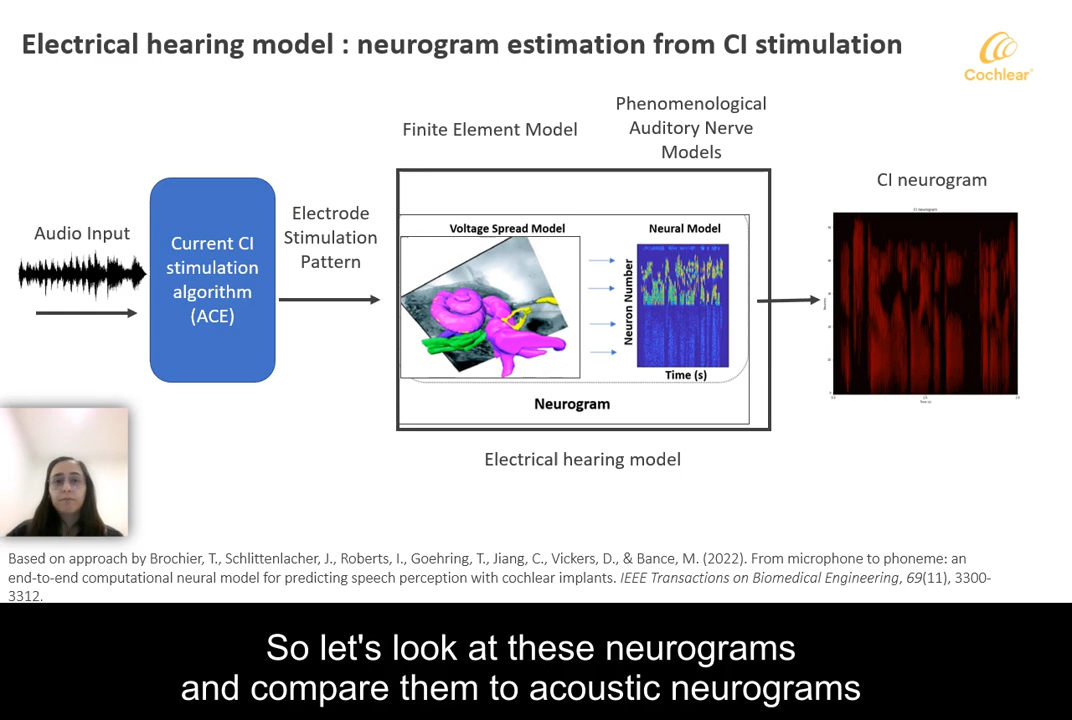 Electrical hearing model : neurogram estimation from CI stimulation
Cochlear
Finite Element Model
Phenomenological
Auditory Nerve
Models
CI neurogram
Audio Input
Current CI
stimulation
algorithm
(ACE)
Electrode
Stimulation
Pattern
Voltage Spread Model
Neural Model
Neuron Number
Time (s)
Neurogram
Electrical hearing model
Based on approach by Brochier, T., Schlittenlacher, J., Roberts, I., Goehring, T., Jiang, C., Vickers, D., & Bance, M. (2022). From microphone to phoneme: an
end-to-end computational neural model for predicting speech perception with cochlear implants. IEEE Transactions on Biomedical Engineering, 69(11), 3300-
3312.
So let's look at these neurograms
and compare them to acoustic neurograms